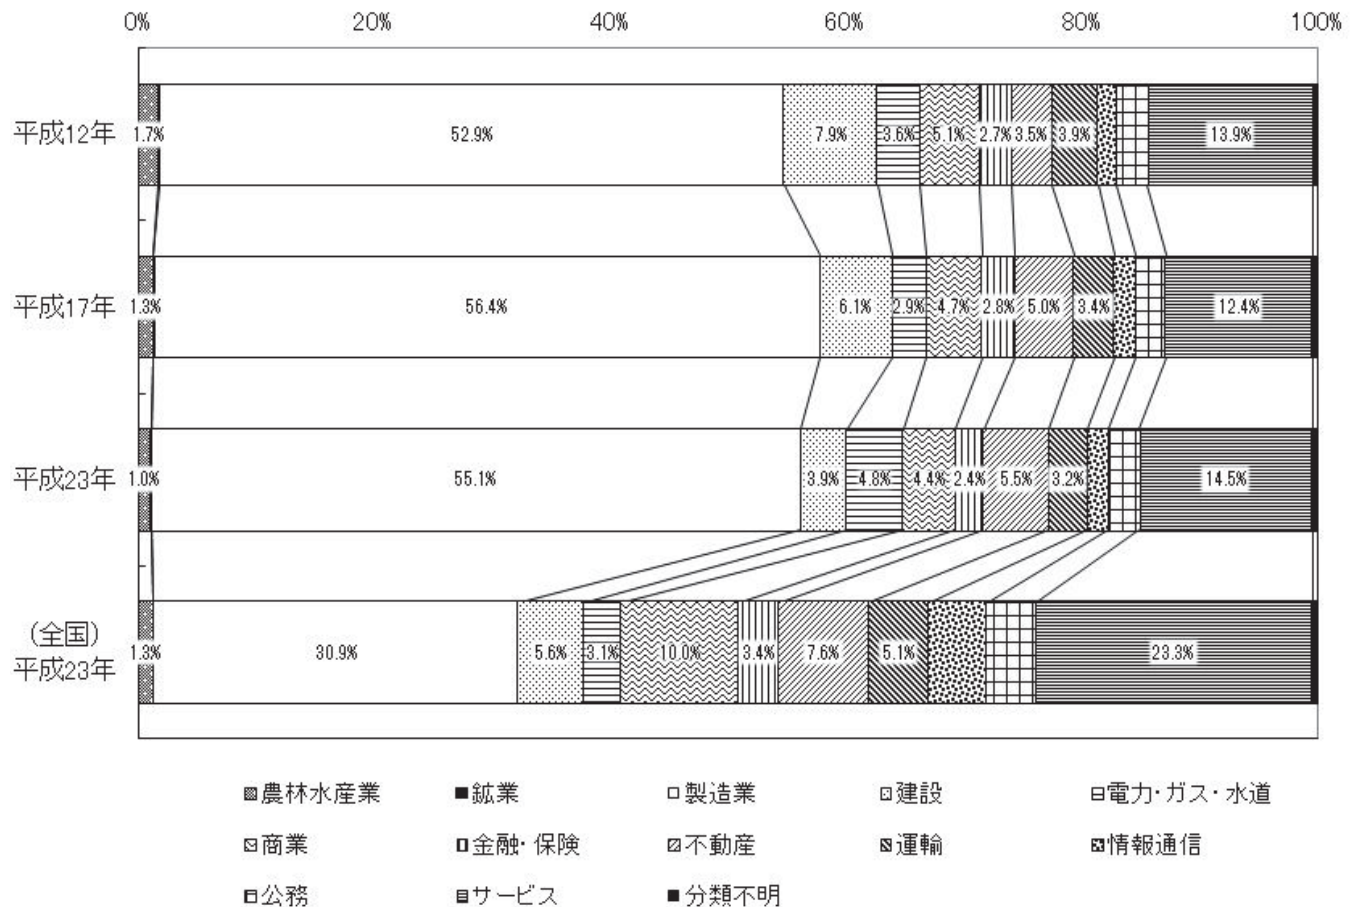 0% 20% 40% 60% 80% 100%
平成12年 1.7% 52.9% 7.9% 3.6% 5.1% 2.7% 3.5% 3.9% 13.9%
平成17年 1.3% 56.4% 6.1% 2.9% 4.7% 2.8% 5.0% 3.4% 12.4%
平成23年 1.0% 55.1% 3.9% 4.8% 4.4% 2.4% 5.5% 3.2% 14.5%
(全国)
平成23年 1.3% 30.9% 5.6% 3.1% 10.0% 3.4% 7.6% 5.1% 23.3%
農林水産業 鉱業 製造業 建設 電力・ガス・水道
商業 金融・保険 不動産 運輸 情報通信
公務 サービス 分類不明